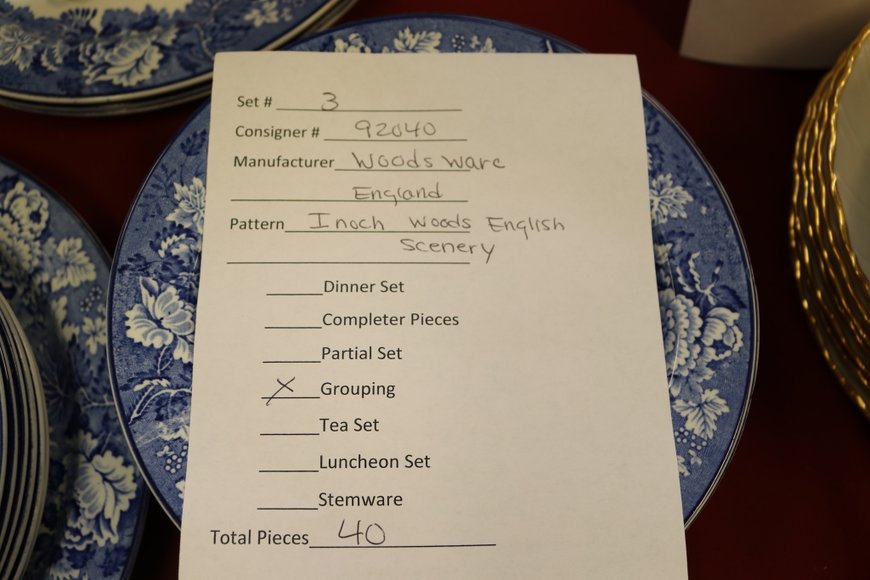 Set # 3
Consigner # 92040
Manufacturer Woods Ware
England
Pattern Inoch Woods English
Scenery
Dinner Set
Completer Pieces
Partial Set
X Grouping
Tea Set
Luncheon Set
Stemware
Total Pieces 40